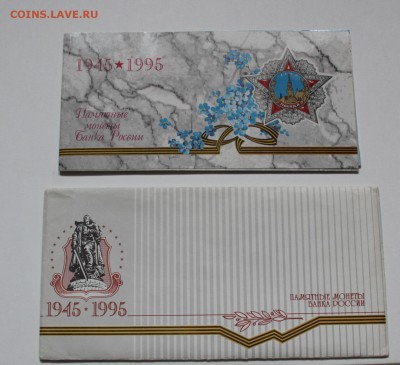 COINS.LAVE.RU
1945★1995
Памятные
монеты
Банка России
1945·1995
ПАМЯТНЫЕ МОНЕТЫ
БАНКА РОССИИ